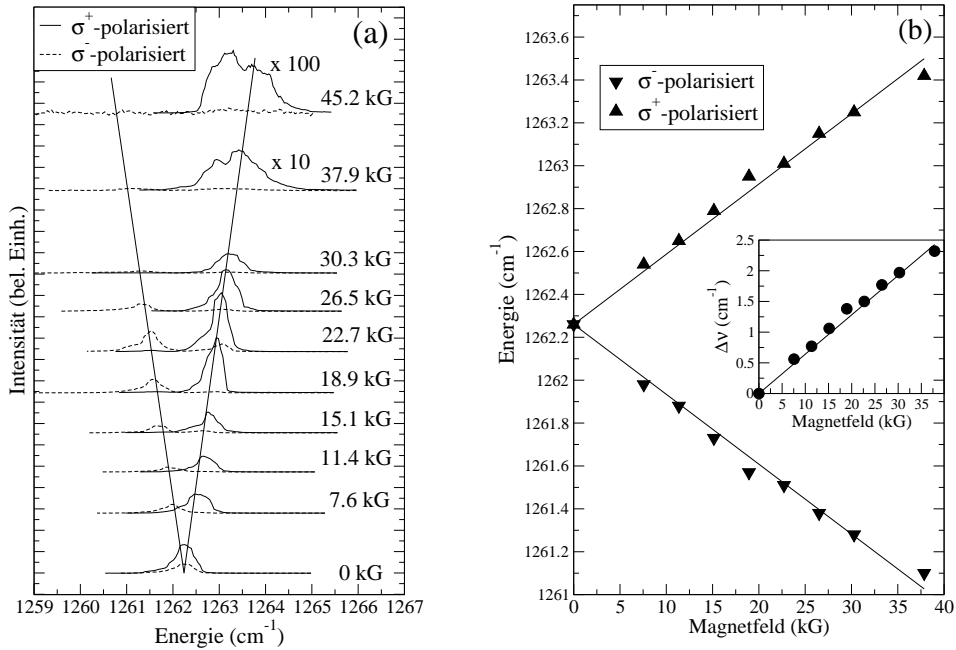 σ⁺-polarisiert
σ⁻-polarisiert
(a)
x 100
45.2 kG
x 10
37.9 kG
30.3 kG
26.5 kG
22.7 kG
18.9 kG
15.1 kG
11.4 kG
7.6 kG
0 kG
Intensität (bel. Einh.)
1259 1260 1261 1262 1263 1264 1265 1266 1267
Energie (cm⁻¹)
(b)
σ⁻-polarisiert
σ⁺-polarisiert
1263.6
1263.4
1263.2
1263
1262.8
1262.6
1262.4
1262.2
1262
1261.8
1261.6
1261.4
1261.2
1261
Energie (cm⁻¹)
0 5 10 15 20 25 30 35 40
Magnetfeld (kG)
2.5
2
1.5
1
0.5
0
Δν (cm⁻¹)
0 5 10 15 20 25 30 35
Magnetfeld (kG)